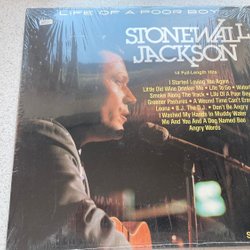 LIFE OF A POOR BOY
STONEWALL
JACKSON
14 Full-Length Hits
I Started Loving You Again
Little Old Wine Drinker Me • Life To Go • Waterloo
Smoke Along The Track • Life Of A Poor Boy
Greener Pastures • A Wound Time Can't Erase
Leona • B.J. The D.J. • Don't Be Angry
I Washed My Hands In Muddy Water
Me And You And A Dog Named Boo
Angry Words